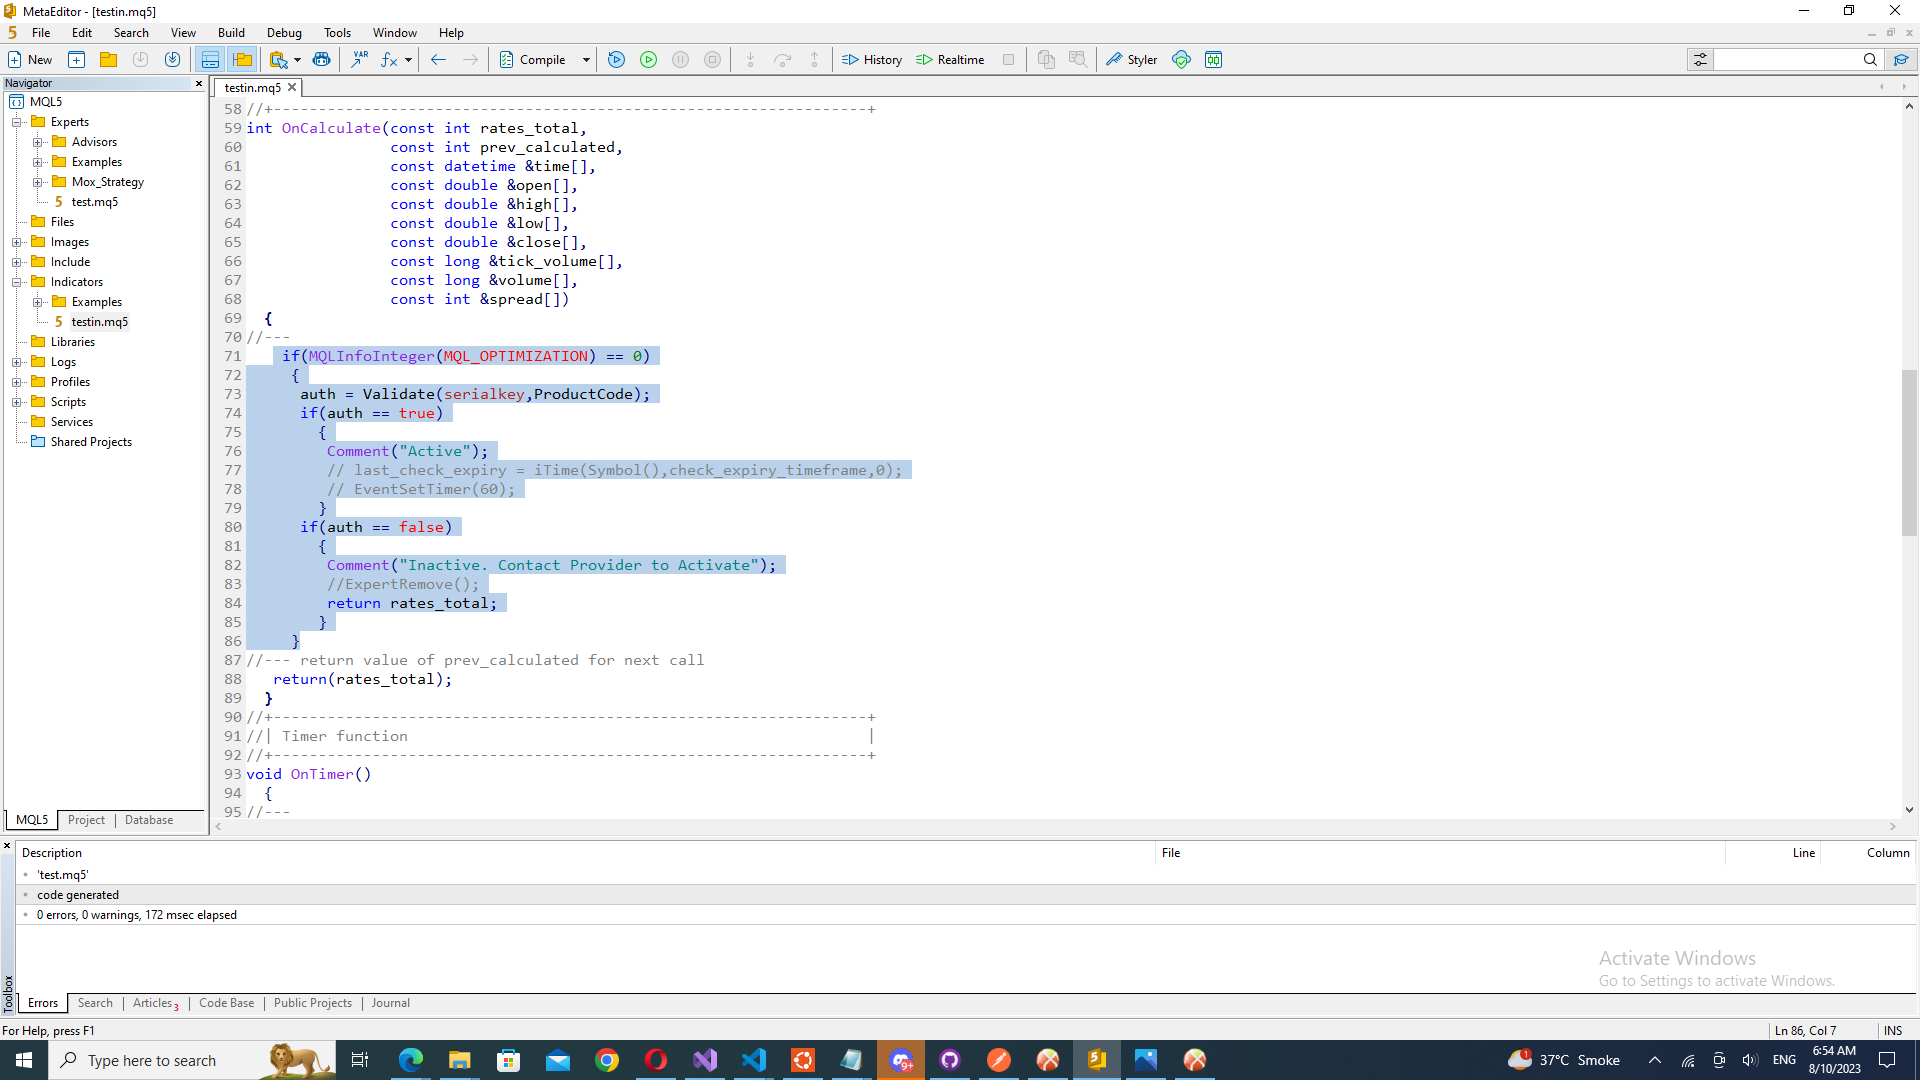 MetaEditor - [testin.mq5]
5 File Edit Search View Build Debug Tools Window Help
New VAR fx Compile History Realtime Styler
Navigator
testin.mq5
MQL5
Experts
Advisors
Examples
Mox_Strategy
5 test.mq5
Files
Images
Include
Indicators
Examples
5 testin.mq5
Libraries
Logs
Profiles
Scripts
Services
Shared Projects
MQL5 Project Database
58 //+------------------------------------------------------------------+
59 int OnCalculate(const int rates_total,
60 const int prev_calculated,
61 const datetime &time[],
62 const double &open[],
63 const double &high[],
64 const double &low[],
65 const double &close[],
66 const long &tick_volume[],
67 const long &volume[],
68 const int &spread[])
69 {
70 //---
71 if(MQLInfoInteger(MQL_OPTIMIZATION) == 0)
72 {
73 auth = Validate(serialkey,ProductCode);
74 if(auth == true)
75 {
76 Comment("Active");
77 // last_check_expiry = iTime(Symbol(),check_expiry_timeframe,0);
78 // EventSetTimer(60);
79 }
80 if(auth == false)
81 {
82 Comment("Inactive. Contact Provider to Activate");
83 //ExpertRemove();
84 return rates_total;
85 }
86 }
87 //--- return value of prev_calculated for next call
88 return(rates_total);
89 }
90 //+------------------------------------------------------------------+
91 //| Timer function |
92 //+------------------------------------------------------------------+
93 void OnTimer()
94 {
95 //---
Description File Line Column
'test.mq5'
code generated
0 errors, 0 warnings, 172 msec elapsed
Activate Windows
Go to Settings to activate Windows.
Toolbox
Errors Search Articles 3 Code Base Public Projects Journal
For Help, press F1 Ln 86, Col 7 INS
Type here to search 9+ 5 1 37°C Smoke ENG 6:54 AM
8/10/2023